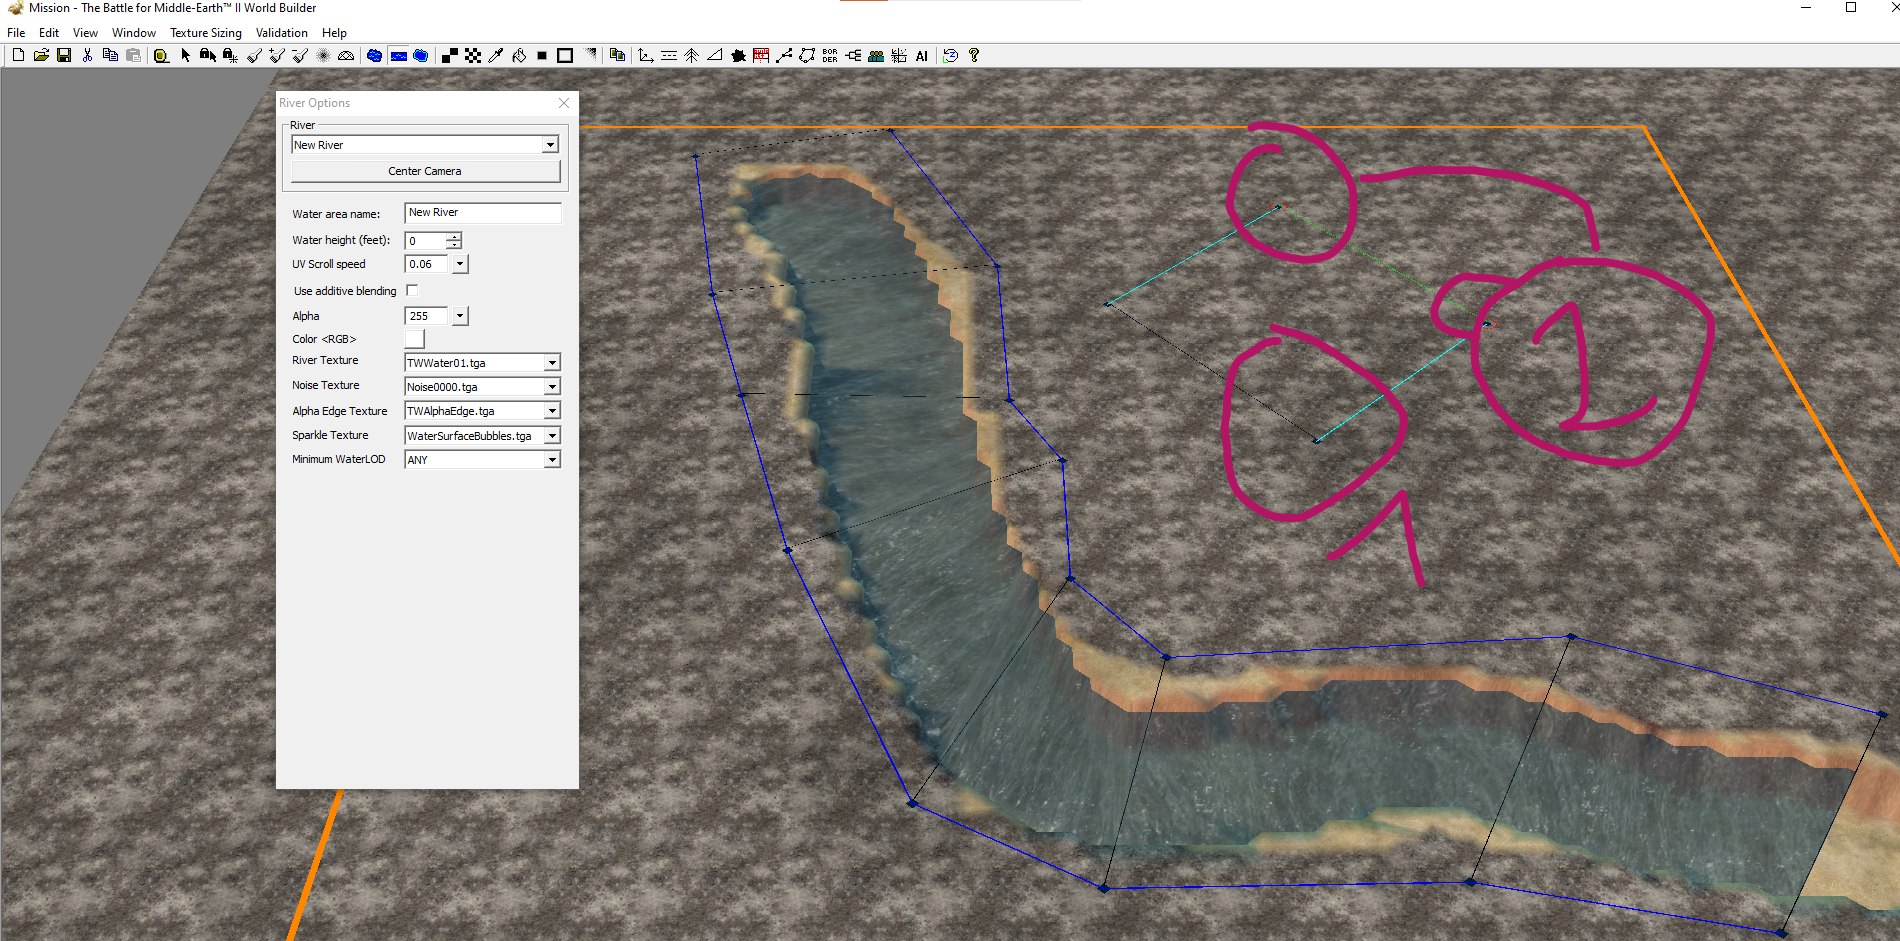 Mission - The Battle for Middle-Earth™ II World Builder
File Edit View Window Texture Sizing Validation Help
BOR
DER
AI
River Options
River
New River
Center Camera
Water area name: New River
Water height (feet): 0
UV Scroll speed 0.06
Use additive blending
Alpha 255
Color <RGB>
River Texture TWWater01.tga
Noise Texture Noise0000.tga
Alpha Edge Texture TWAlphaEdge.tga
Sparkle Texture WaterSurfaceBubbles.tga
Minimum WaterLOD ANY
1
1